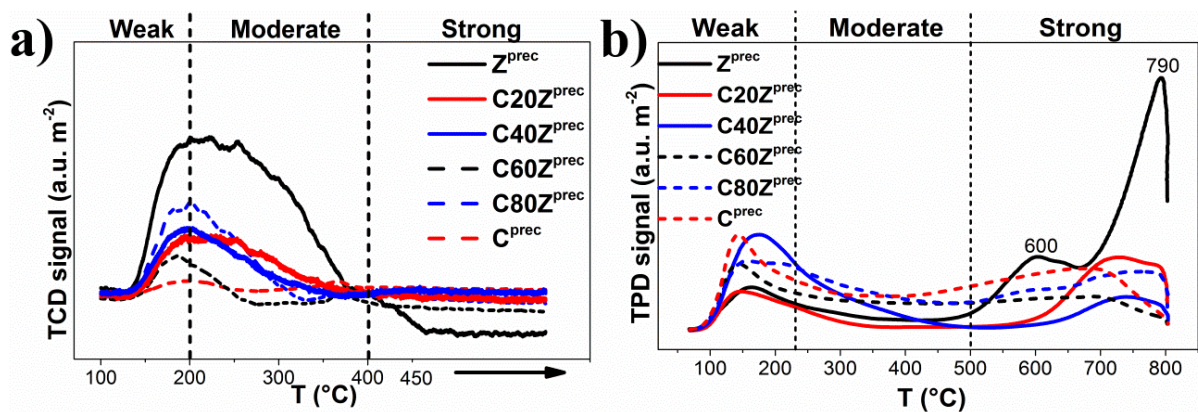 a)
Weak Moderate Strong
Z^prec
C20Z^prec
C40Z^prec
C60Z^prec
C80Z^prec
C^prec
TCD signal (a.u. m^-2)
100 200 300 400 450
T (°C)
b)
Weak Moderate Strong
790
Z^prec
C20Z^prec
C40Z^prec
C60Z^prec
C80Z^prec
C^prec
600
TPD signal (a.u. m^-2)
100 200 300 400 500 600 700 800
T (°C)